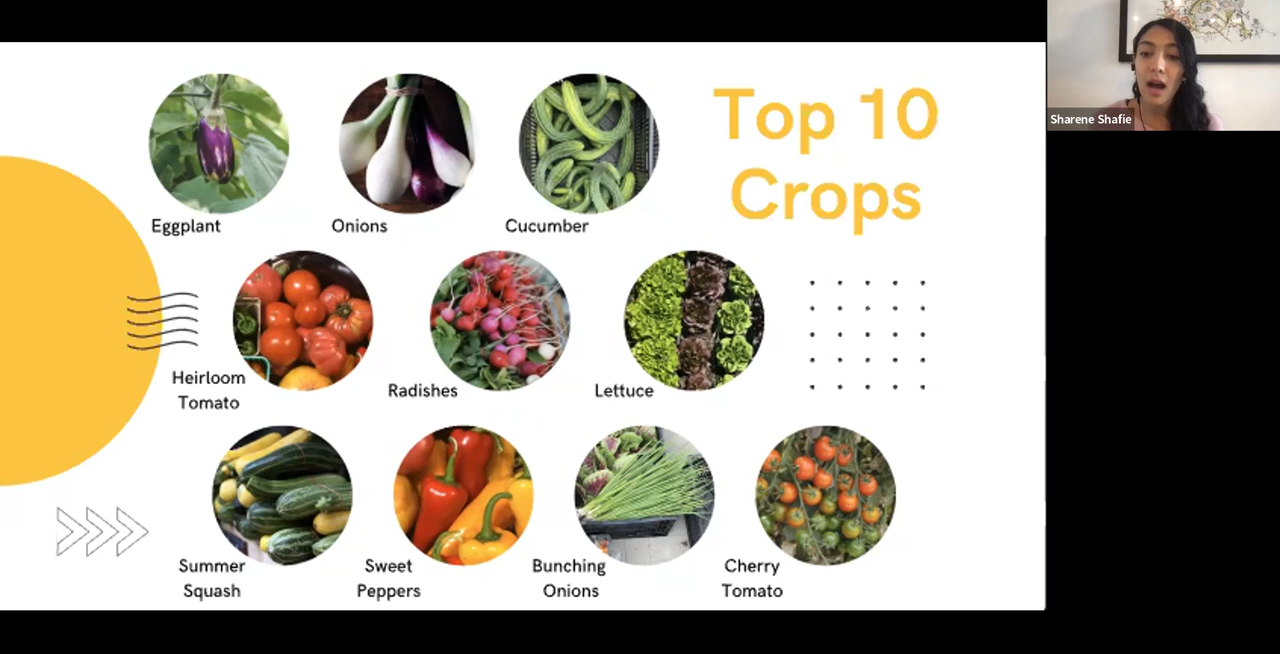 Top 10
Crops
Sharene Shafie
Eggplant
Onions
Cucumber
Heirloom
Tomato
Radishes
Lettuce
Summer
Squash
Sweet
Peppers
Bunching
Onions
Cherry
Tomato